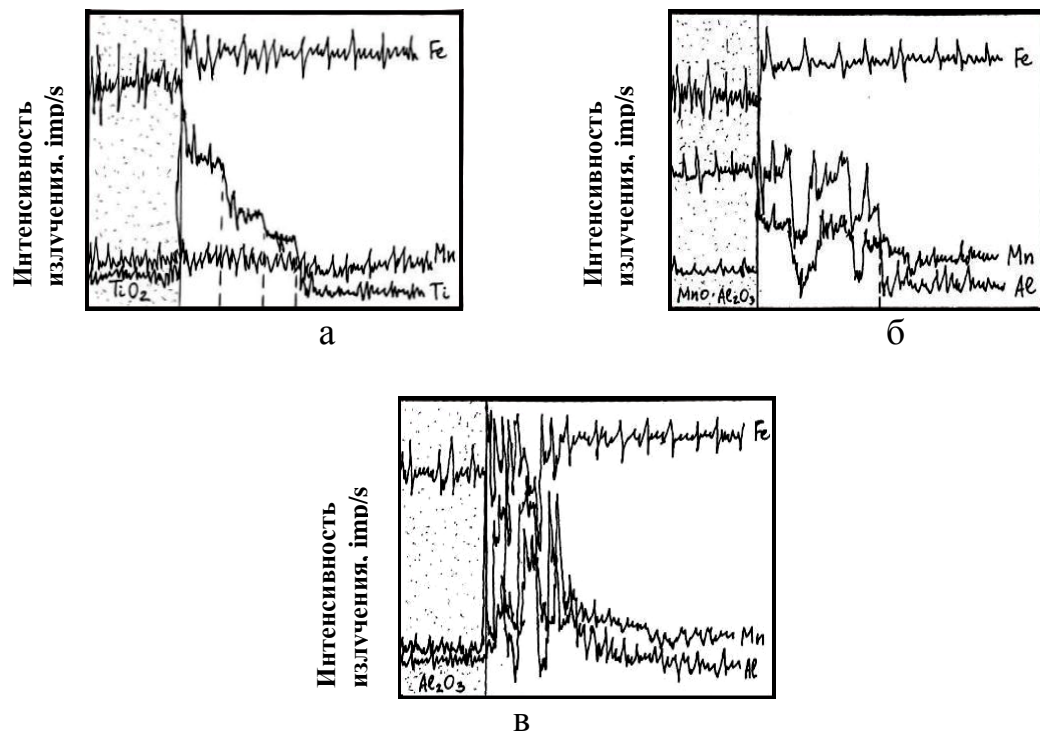 Интенсивность
излучения, imp/s
Fe
Mn
Ti
TiO₂
а
Интенсивность
излучения, imp/s
Fe
Mn
Al
MnO·Al₂O₃
б
Интенсивность
излучения, imp/s
Fe
Mn
Al
Al₂O₃
в